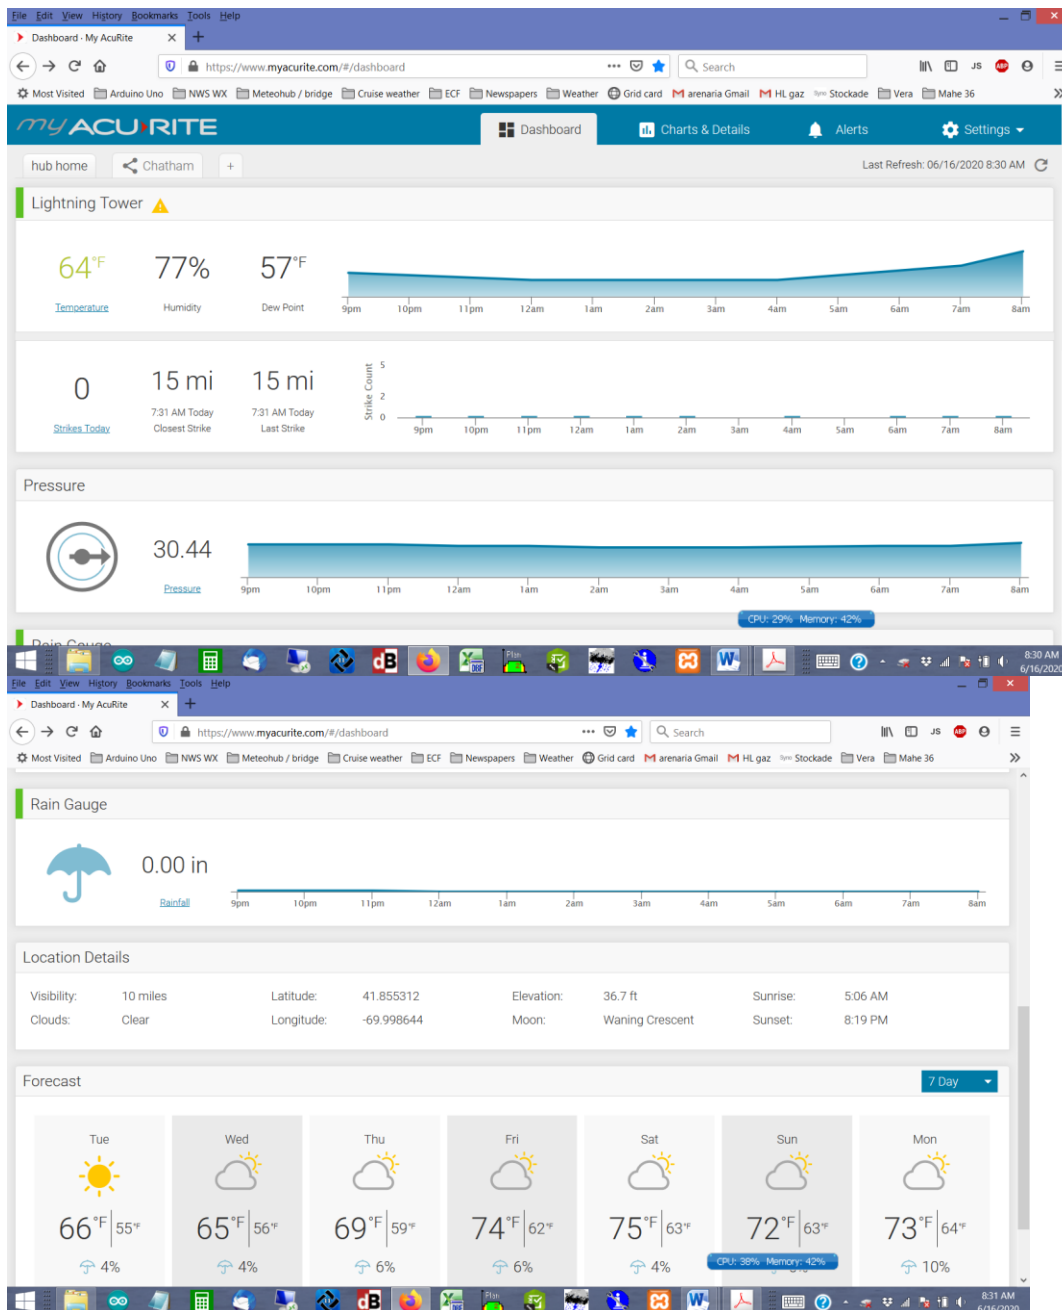 File Edit View History Bookmarks Tools Help
Dashboard · My AcuRite
https://www.myacurite.com/#/dashboard
Search
JS ABP
Most Visited Arduino Uno NWS WX Meteohub / bridge Cruise weather ECF Newspapers Weather Grid card arenaria Gmail HL gaz Stockade Vera Mahe 36
my ACURITE Dashboard Charts & Details Alerts Settings
hub home Chatham + Last Refresh: 06/16/2020 8:30 AM
Lightning Tower
64°F 77% 57°F
Temperature Humidity Dew Point
9pm 10pm 11pm 12am 1am 2am 3am 4am 5am 6am 7am 8am
0 15 mi 15 mi
7:31 AM Today 7:31 AM Today
Strikes Today Closest Strike Last Strike
Strike Count
5
2
0
9pm 10pm 11pm 12am 1am 2am 3am 4am 5am 6am 7am 8am
Pressure
30.44
Pressure
9pm 10pm 11pm 12am 1am 2am 3am 4am 5am 6am 7am 8am
CPU: 29% Memory: 42%
Rain Gauge
dB Plan W 8:30 AM
6/16/2020
File Edit View History Bookmarks Tools Help
Dashboard · My AcuRite
https://www.myacurite.com/#/dashboard
Search
JS ABP
Most Visited Arduino Uno NWS WX Meteohub / bridge Cruise weather ECF Newspapers Weather Grid card arenaria Gmail HL gaz Stockade Vera Mahe 36
Rain Gauge
0.00 in
Rainfall
9pm 10pm 11pm 12am 1am 2am 3am 4am 5am 6am 7am 8am
Location Details
Visibility: 10 miles Latitude: 41.855312 Elevation: 36.7 ft Sunrise: 5:06 AM
Clouds: Clear Longitude: -69.998644 Moon: Waning Crescent Sunset: 8:19 PM
Forecast 7 Day
Tue Wed Thu Fri Sat Sun Mon
66°F 55°F 65°F 56°F 69°F 59°F 74°F 62°F 75°F 63°F 72°F 63°F 73°F 64°F
4% 4% 6% 6% 4% 10%
CPU: 38% Memory: 42%
dB W 8:31 AM
6/16/2020